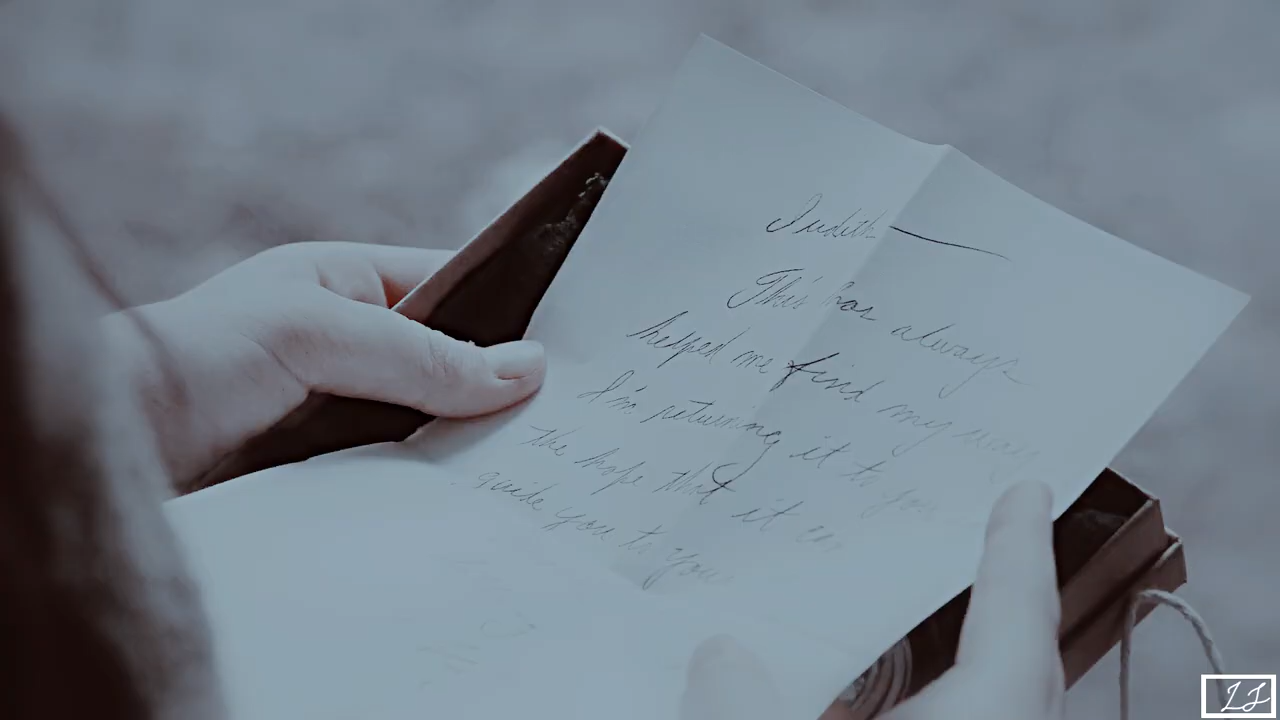 Judith
This has always
helped me find my way
I'm returning it to you
the hope that it
guide you to
LJ